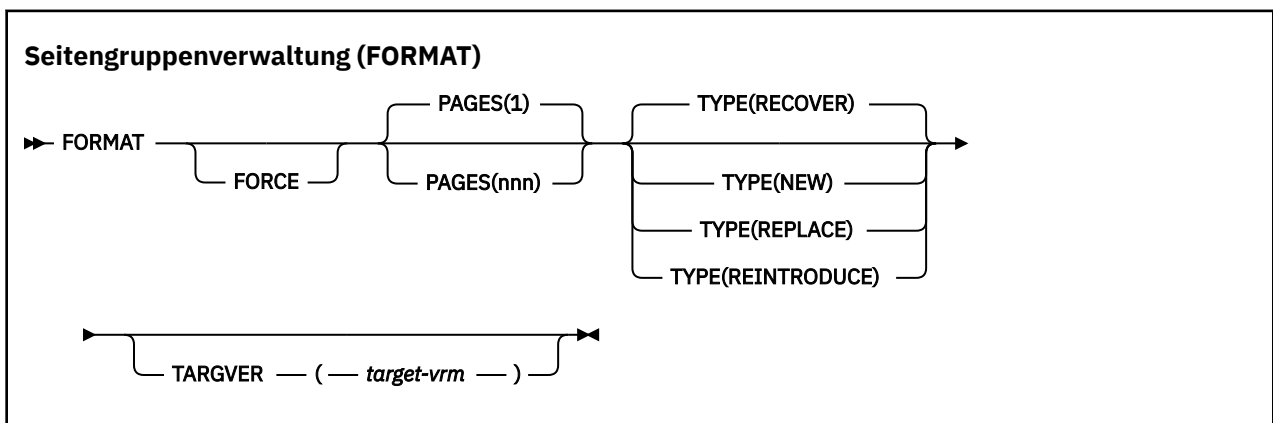 Seitengruppenverwaltung (FORMAT)
PAGES(1) TYPE(RECOVER)
FORMAT
FORCE PAGES(nnn) TYPE(NEW)
TYPE(REPLACE)
TYPE(REINTRODUCE)
TARGVER ( target-vrm )